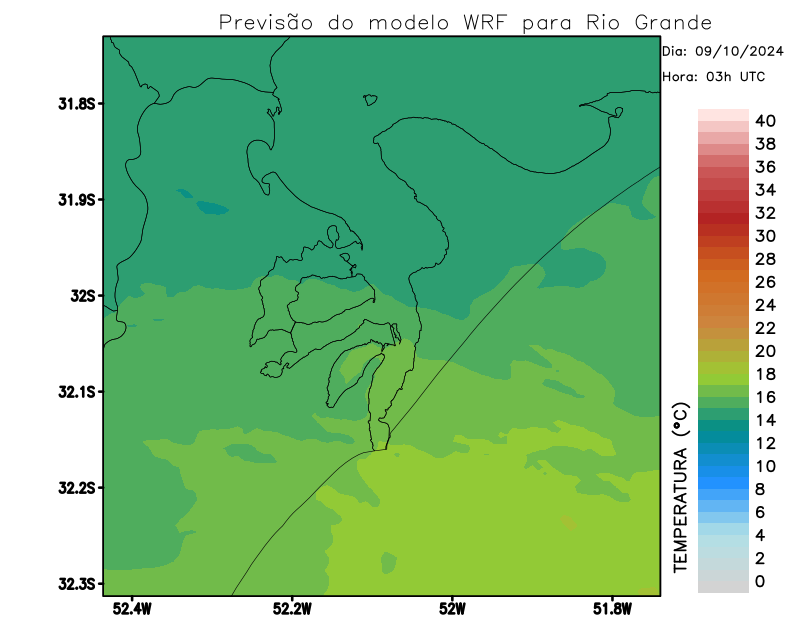 Previsão do modelo WRF para Rio Grande
Dia: 09/10/2024
Hora: 03h UTC
31.8S
31.9S
32S
32.1S
32.2S
32.3S
52.4W 52.2W 52W 51.8W
TEMPERATURA (°C)
40
38
36
34
32
30
28
26
24
22
20
18
16
14
12
10
8
6
4
2
0